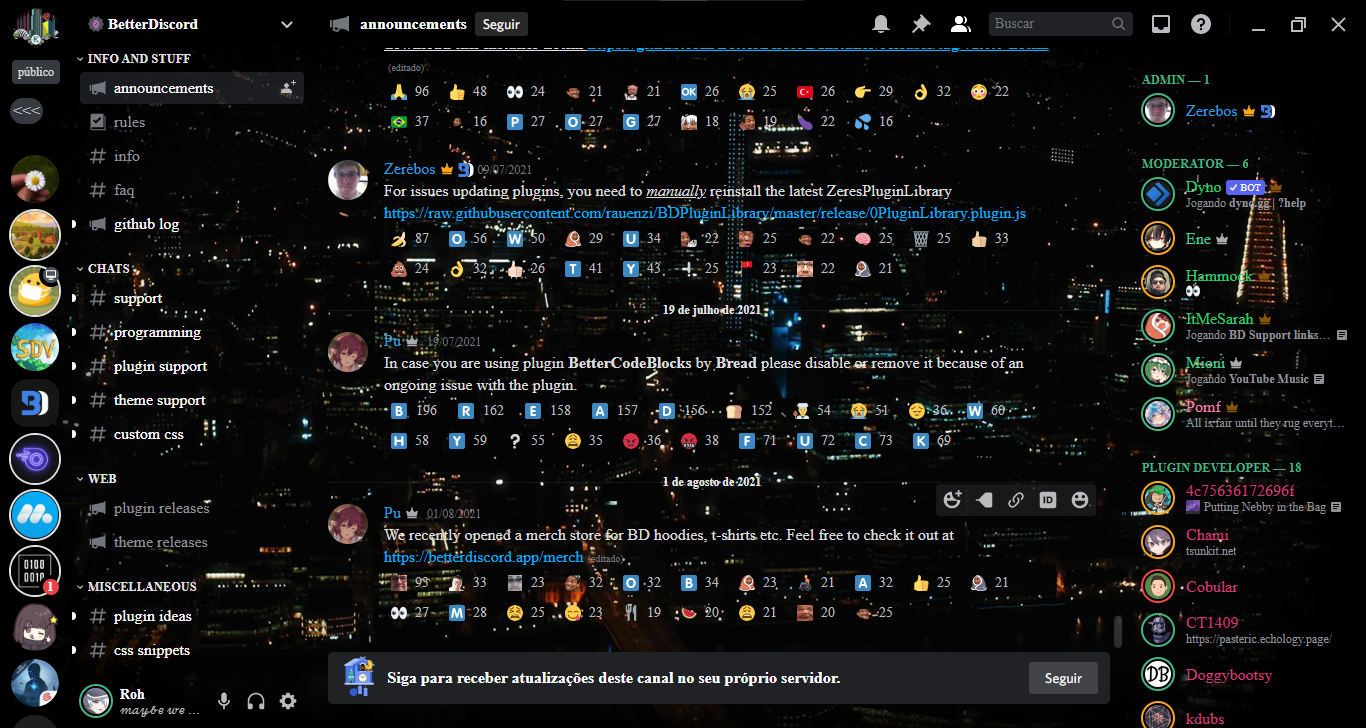 BetterDiscord
announcements
Seguir
Buscar
público
<<<
INFO AND STUFF
announcements
rules
info
faq
github log
CHATS
support
programming
plugin support
theme support
custom css
WEB
plugin releases
theme releases
MISCELLANEOUS
plugin ideas
css snippets
Roh
maybe we ...
(editado)
96 48 24 21 21 OK 26 25 26 29 32 22
37 16 P 27 O 27 G 27 18 19 22 16
Zerebos 09/07/2021
For issues updating plugins, you need to manually reinstall the latest ZeresPluginLibrary
https://raw.githubusercontent.com/rauenzi/BDPluginLibrary/master/release/0PluginLibrary.plugin.js
87 O 56 W 50 29 U 34 22 25 22 25 25 33
24 32 26 T 41 Y 43 25 23 22 21
19 de julho de 2021
Pu 19/07/2021
In case you are using plugin BetterCodeBlocks by Bread please disable or remove it because of an
ongoing issue with the plugin.
B 196 R 162 E 158 A 157 D 156 152 54 51 36 W 60
H 58 Y 59 ? 55 35 36 38 F 71 U 72 C 73 K 69
1 de agosto de 2021
ID
Pu 01/08/2021
We recently opened a merch store for BD hoodies, t-shirts etc. Feel free to check it out at
https://betterdiscord.app/merch (editado)
93 33 23 32 O 32 B 34 23 21 A 32 25 21
27 M 28 25 23 19 20 21 20 25
Siga para receber atualizações deste canal no seu próprio servidor.
Seguir
ADMIN — 1
Zerebos
MODERATOR — 6
Dyno BOT
Jogando dyno.gg | ?help
Ene
Hammock
ItMeSarah
Jogando BD Support links...
Mioni
Jogando YouTube Music
Pomf
All is fair until they rug everyt...
PLUGIN DEVELOPER — 18
4c75636172696f
Putting Nebby in the Bag
Chami
tsunkit.net
Cobular
CT1409
https://pasteric.echology.page/
Doggybootsy
kdubs
SDV
0100
0010
1
DB